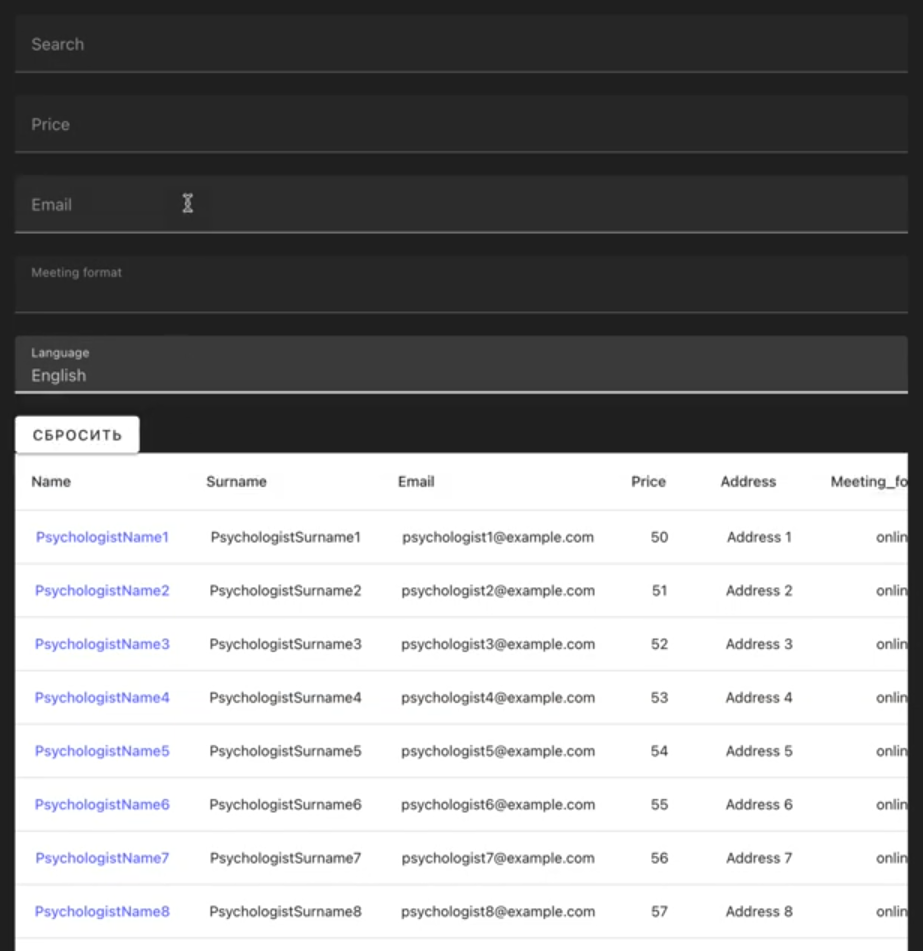 Search
Price
Email
Meeting format
Language
English
СБРОСИТЬ
Name Surname Email Price Address Meeting_fo
PsychologistName1 PsychologistSurname1 psychologist1@example.com 50 Address 1 onlin
PsychologistName2 PsychologistSurname2 psychologist2@example.com 51 Address 2 onlin
PsychologistName3 PsychologistSurname3 psychologist3@example.com 52 Address 3 onlin
PsychologistName4 PsychologistSurname4 psychologist4@example.com 53 Address 4 onlin
PsychologistName5 PsychologistSurname5 psychologist5@example.com 54 Address 5 onlin
PsychologistName6 PsychologistSurname6 psychologist6@example.com 55 Address 6 onlin
PsychologistName7 PsychologistSurname7 psychologist7@example.com 56 Address 7 onlin
PsychologistName8 PsychologistSurname8 psychologist8@example.com 57 Address 8 onlin